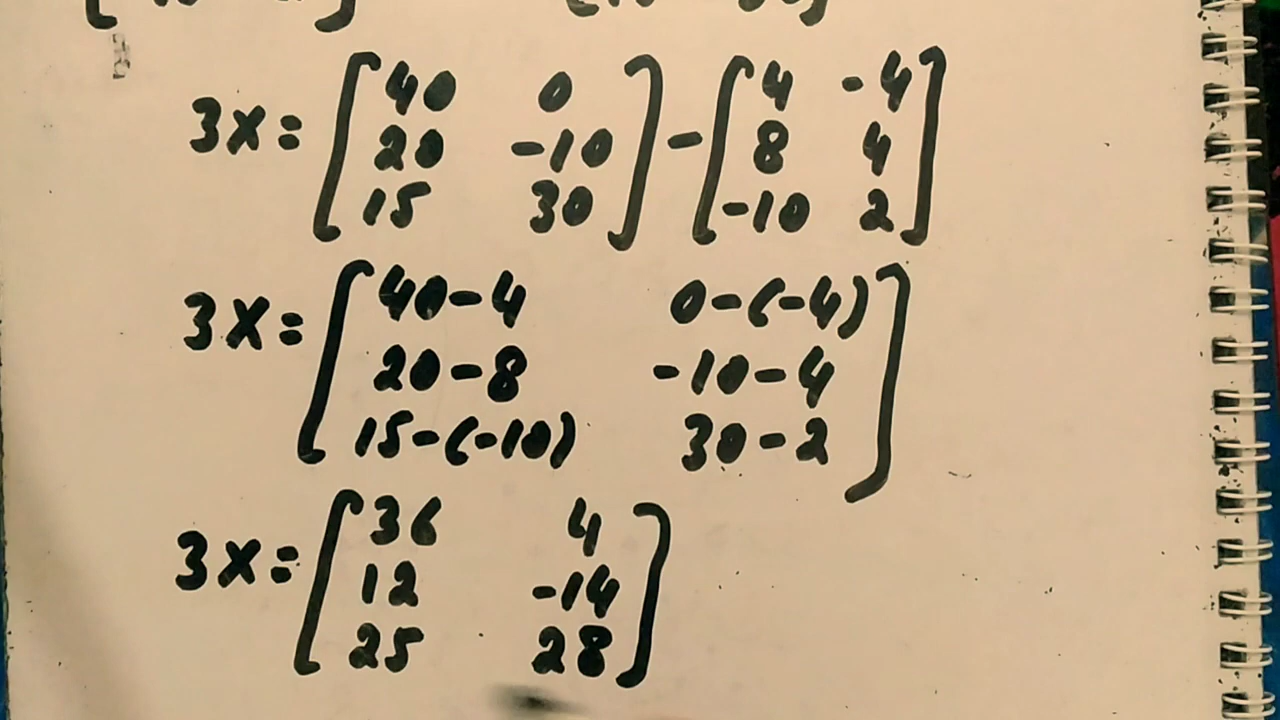 3x = [ 40 0 ] - [ 4 -4 ]
[ 20 -10 ] [ 8 4 ]
[ 15 30 ] [ -10 2 ]
3x = [ 40-4 0-(-4) ]
[ 20-8 -10-4 ]
[ 15-(-10) 30-2 ]
3x = [ 36 4 ]
[ 12 -14 ]
[ 25 28 ]